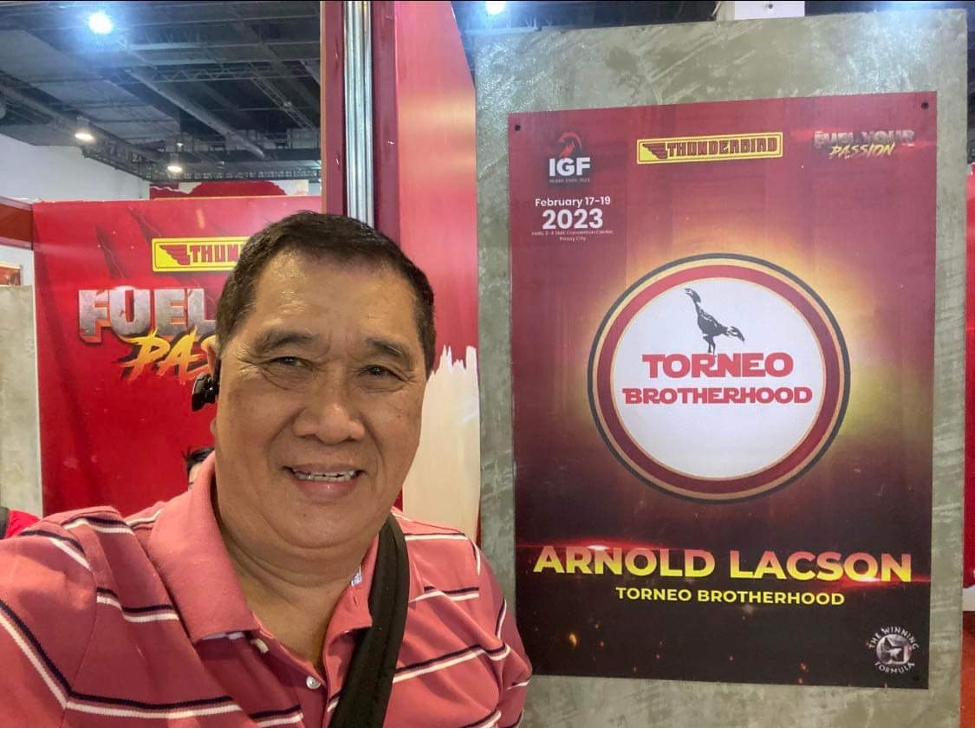 THUN
FUEL
PAS
IGF
February 17-19
2023
THUNDERBIRD
FUEL YOUR
PASSION
TORNEO
BROTHERHOOD
ARNOLD LACSON
TORNEO BROTHERHOOD
THE WINNING
FORMULA